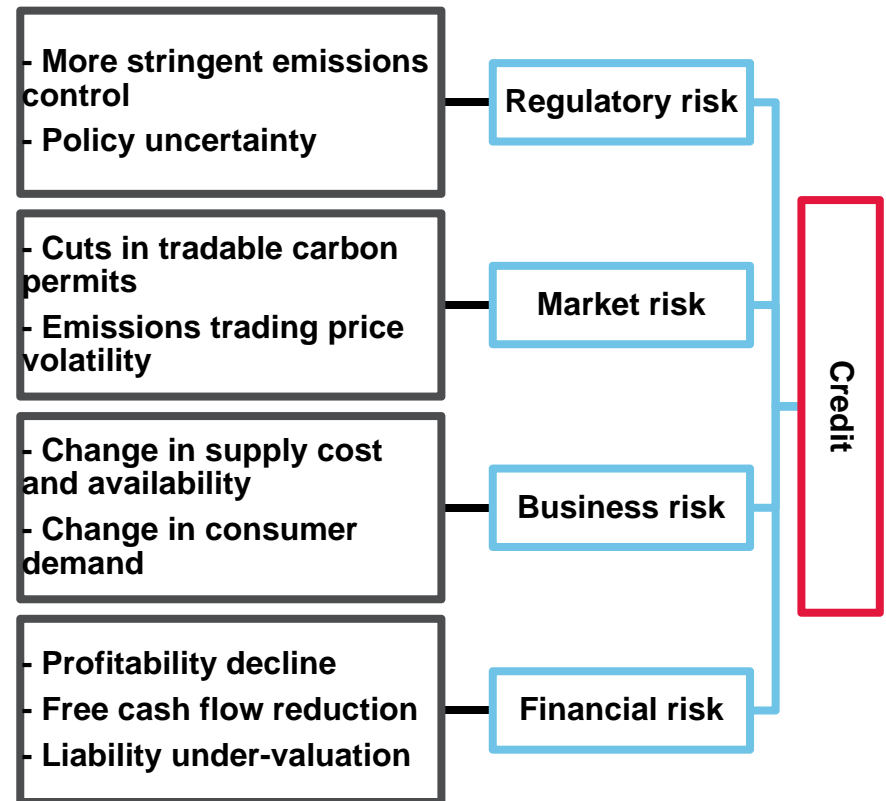 - More stringent emissions
control
- Policy uncertainty
Regulatory risk
- Cuts in tradable carbon
permits
- Emissions trading price
volatility
Market risk
- Change in supply cost
and availability
- Change in consumer
demand
Business risk
- Profitability decline
- Free cash flow reduction
- Liability under-valuation
Financial risk
Credit